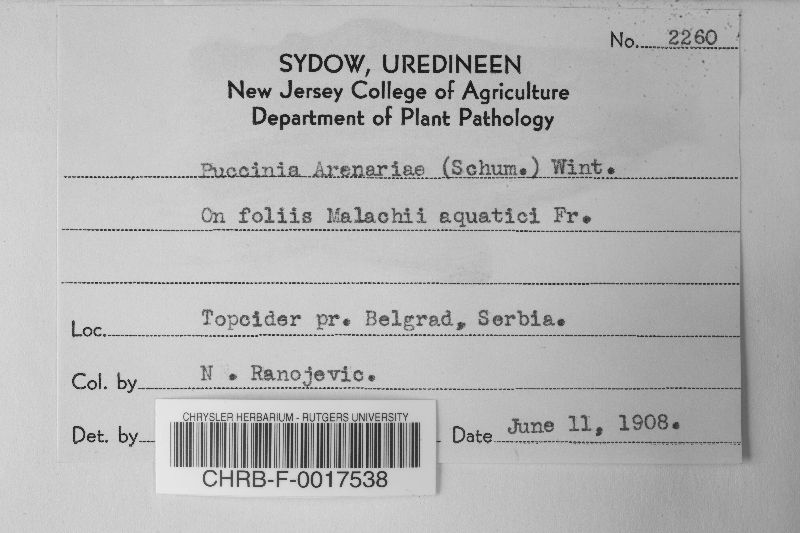 No. 2260
SYDOW, UREDINEEN
New Jersey College of Agriculture
Department of Plant Pathology
Puccinia Arenariae (Schum.) Wint.
On foliis Malachii aquatici Fr.
Loc. Topcider pr. Belgrad, Serbia.
Col. by N . Ranojevic.
Det. by Date June 11, 1908.
CHRYSLER HERBARIUM - RUTGERS UNIVERSITY
CHRB-F-0017538